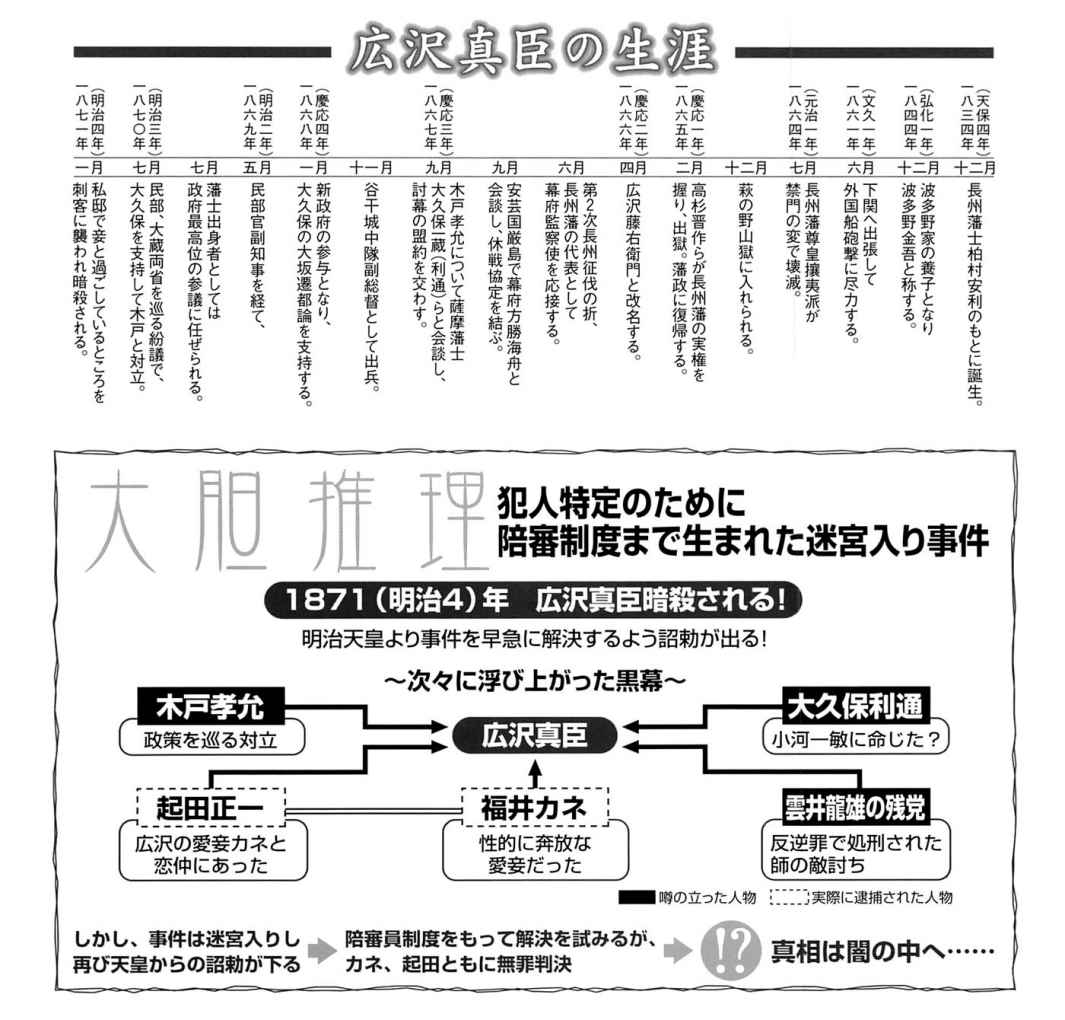 広沢真臣の生涯
（天保四年）
一八三四年
十二月
長州藩士柏村安利のもとに誕生。
（弘化一年）
一八四四年
十二月
波多野家の養子となり
波多野金吾と称する。
（文久一年）
一八六一年
六月
下関へ出張して
外国船砲撃に尽力する。
（元治一年）
一八六四年
七月
長州藩尊皇攘夷派が
禁門の変で壊滅。
十二月
萩の野山獄に入れられる。
（慶応一年）
一八六五年
二月
高杉晋作らが長州藩の実権を
握り、出獄。藩政に復帰する。
（慶応二年）
一八六六年
四月
広沢藤右衛門と改名する。
六月
第２次長州征伐の折、
長州藩の代表として
幕府監察使を応接する。
九月
安芸国厳島で幕府方勝海舟と
会談し、休戦協定を結ぶ。
（慶応三年）
一八六七年
九月
木戸孝允について薩摩藩士
大久保一蔵（利通）らと会談し、
討幕の盟約を交わす。
十一月
谷干城中隊副総督として出兵。
（慶応四年）
一八六八年
一月
新政府の参与となり、
大久保の大坂遷都論を支持する。
（明治二年）
一八六九年
五月
民部官副知事を経て、
七月
藩士出身者としては
政府最高位の参議に任ぜられる。
（明治三年）
一八七〇年
七月
民部、大蔵両省を巡る紛議で、
大久保を支持して木戸と対立。
（明治四年）
一八七一年
一月
私邸で妾と過ごしているところを
刺客に襲われ暗殺される。
大胆推理
犯人特定のために
陪審制度まで生まれた迷宮入り事件
1871（明治4）年　広沢真臣暗殺される！
明治天皇より事件を早急に解決するよう詔勅が出る！
〜次々に浮び上がった黒幕〜
木戸孝允
政策を巡る対立
広沢真臣
大久保利通
小河一敏に命じた？
起田正一
広沢の愛妾カネと
恋仲にあった
福井カネ
性的に奔放な
愛妾だった
雲井龍雄の残党
反逆罪で処刑された
師の敵討ち
噂の立った人物
実際に逮捕された人物
しかし、事件は迷宮入りし
再び天皇からの詔勅が下る
陪審員制度をもって解決を試みるが、
カネ、起田ともに無罪判決
!?
真相は闇の中へ……